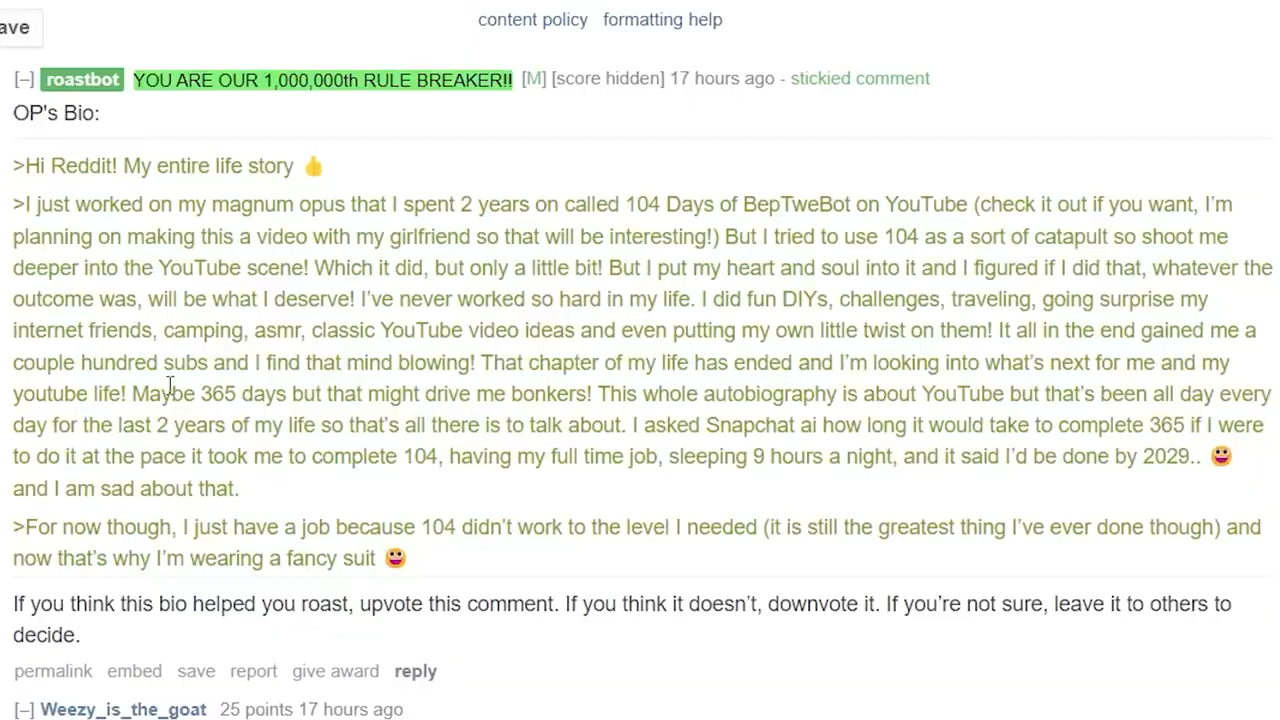 content policy formatting help
ave
[–] roastbot YOU ARE OUR 1,000,000th RULE BREAKER!! [M] [score hidden] 17 hours ago - stickied comment
OP's Bio:
>Hi Reddit! My entire life story 👍
>I just worked on my magnum opus that I spent 2 years on called 104 Days of BepTweBot on YouTube (check it out if you want, I’m
planning on making this a video with my girlfriend so that will be interesting!) But I tried to use 104 as a sort of catapult so shoot me
deeper into the YouTube scene! Which it did, but only a little bit! But I put my heart and soul into it and I figured if I did that, whatever the
outcome was, will be what I deserve! I’ve never worked so hard in my life. I did fun DIYs, challenges, traveling, going surprise my
internet friends, camping, asmr, classic YouTube video ideas and even putting my own little twist on them! It all in the end gained me a
couple hundred subs and I find that mind blowing! That chapter of my life has ended and I’m looking into what’s next for me and my
youtube life! Maybe 365 days but that might drive me bonkers! This whole autobiography is about YouTube but that’s been all day every
day for the last 2 years of my life so that’s all there is to talk about. I asked Snapchat ai how long it would take to complete 365 if I were
to do it at the pace it took me to complete 104, having my full time job, sleeping 9 hours a night, and it said I’d be done by 2029.. 😀
and I am sad about that.
>For now though, I just have a job because 104 didn’t work to the level I needed (it is still the greatest thing I’ve ever done though) and
now that’s why I’m wearing a fancy suit 😀
If you think this bio helped you roast, upvote this comment. If you think it doesn’t, downvote it. If you’re not sure, leave it to others to
decide.
permalink embed save report give award reply
[–] Weezy_is_the_goat 25 points 17 hours ago